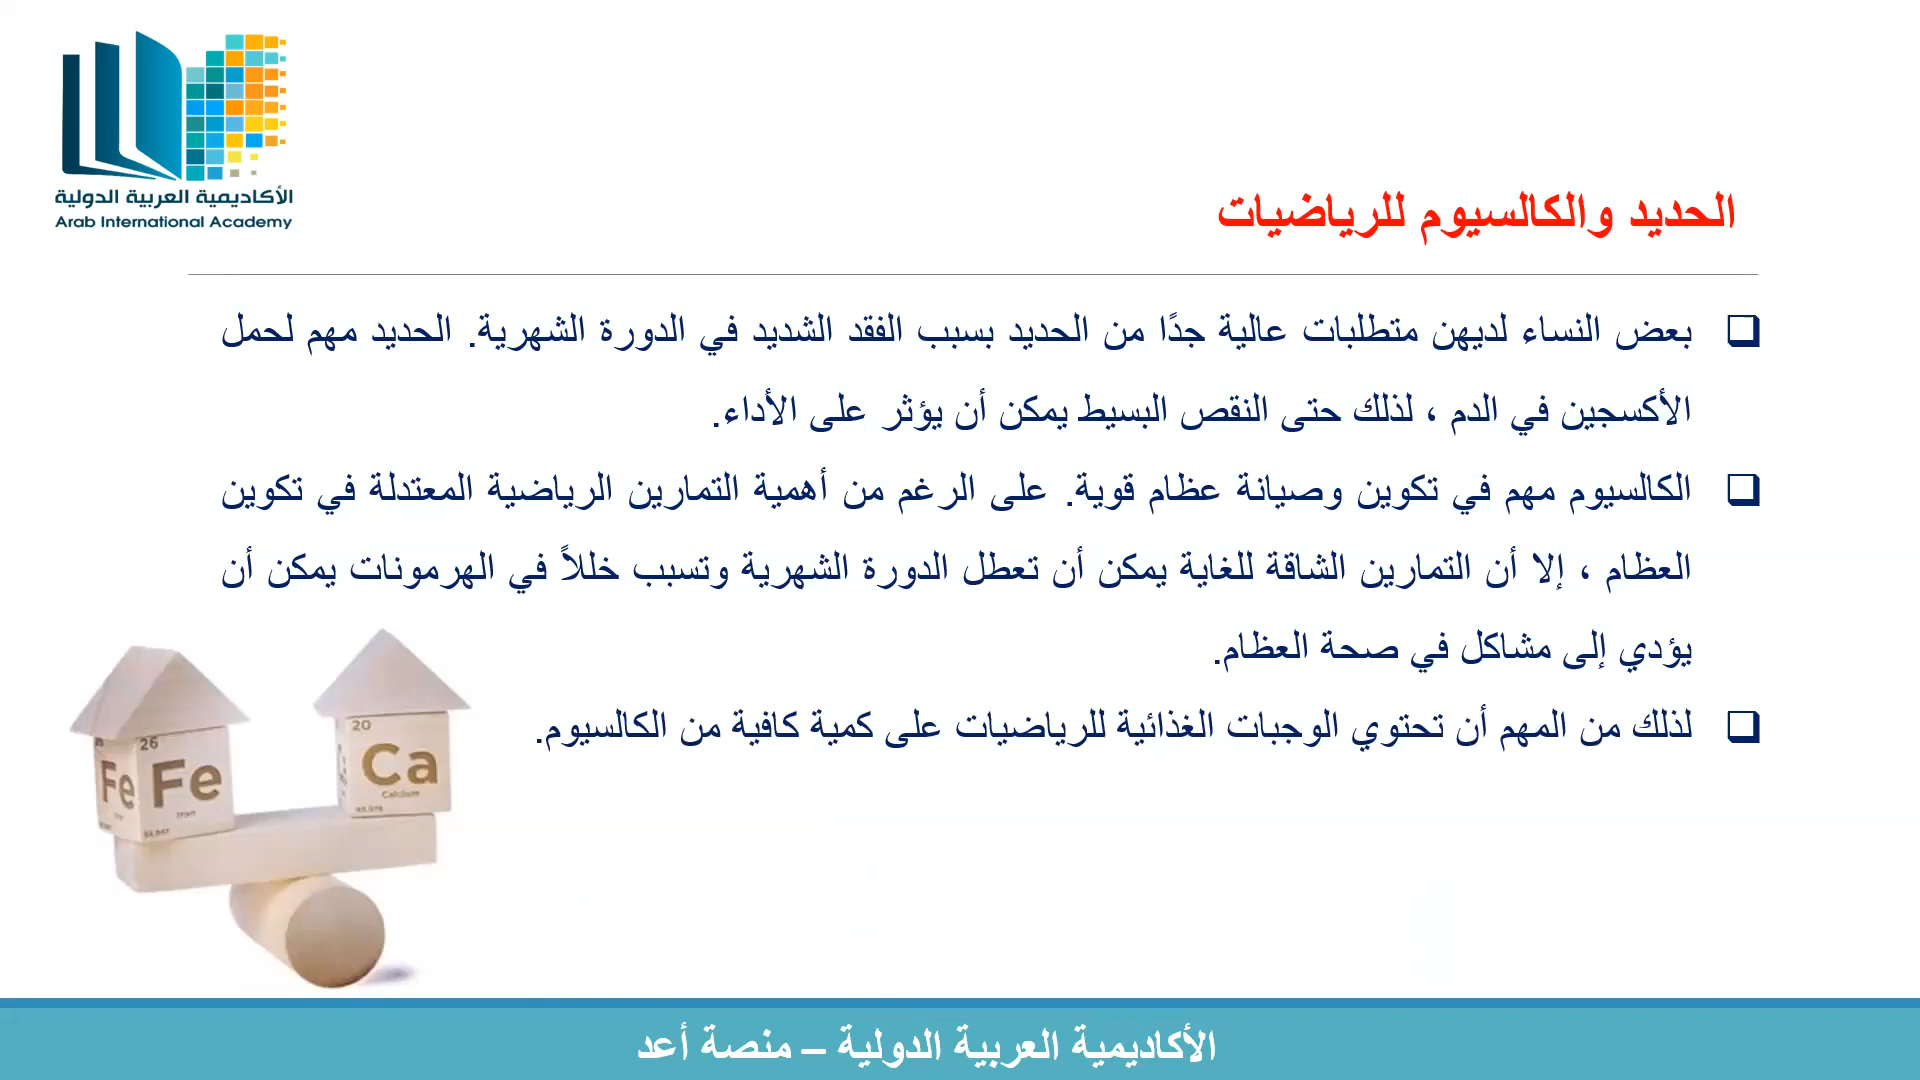 الأكاديمية العربية الدولية
Arab International Academy
الحديد والكالسيوم للرياضيات
بعض النساء لديهن متطلبات عالية جدًا من الحديد بسبب الفقد الشديد في الدورة الشهرية. الحديد مهم لحمل
الأكسجين في الدم ، لذلك حتى النقص البسيط يمكن أن يؤثر على الأداء.
الكالسيوم مهم في تكوين وصيانة عظام قوية. على الرغم من أهمية التمارين الرياضية المعتدلة في تكوين
العظام ، إلا أن التمارين الشاقة للغاية يمكن أن تعطل الدورة الشهرية وتسبب خللاً في الهرمونات يمكن أن
يؤدي إلى مشاكل في صحة العظام.
لذلك من المهم أن تحتوي الوجبات الغذائية للرياضيات على كمية كافية من الكالسيوم.
26
Fe
Fe
Iron
20
Ca
Calcium
الأكاديمية العربية الدولية – منصة أعد